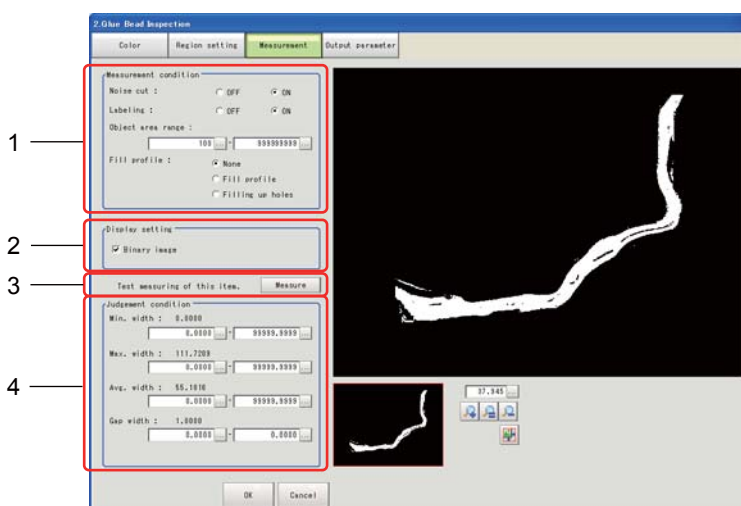 2.Glue Bead Inspection
Color Region setting Measurement Output parameter
Measurement condition
Noise cut : OFF ON
Labeling : OFF ON
Object area range :
1
100 ... - 999999999 ...
Fill profile : None
Fill profile
Filling up holes
Display setting
2
Binary image
3
Test measuring of this item. Measure
Judgement condition
Min. width : 0.0000
0.0000 ... - 99999.9999 ...
Max. width : 111.7209
0.0000 ... - 99999.9999 ...
4
Avg. width : 55.1816
0.0000 ... - 99999.9999 ...
Gap width : 1.0000
0.0000 ... - 0.0000 ...
37.945 ...
OK Cancel